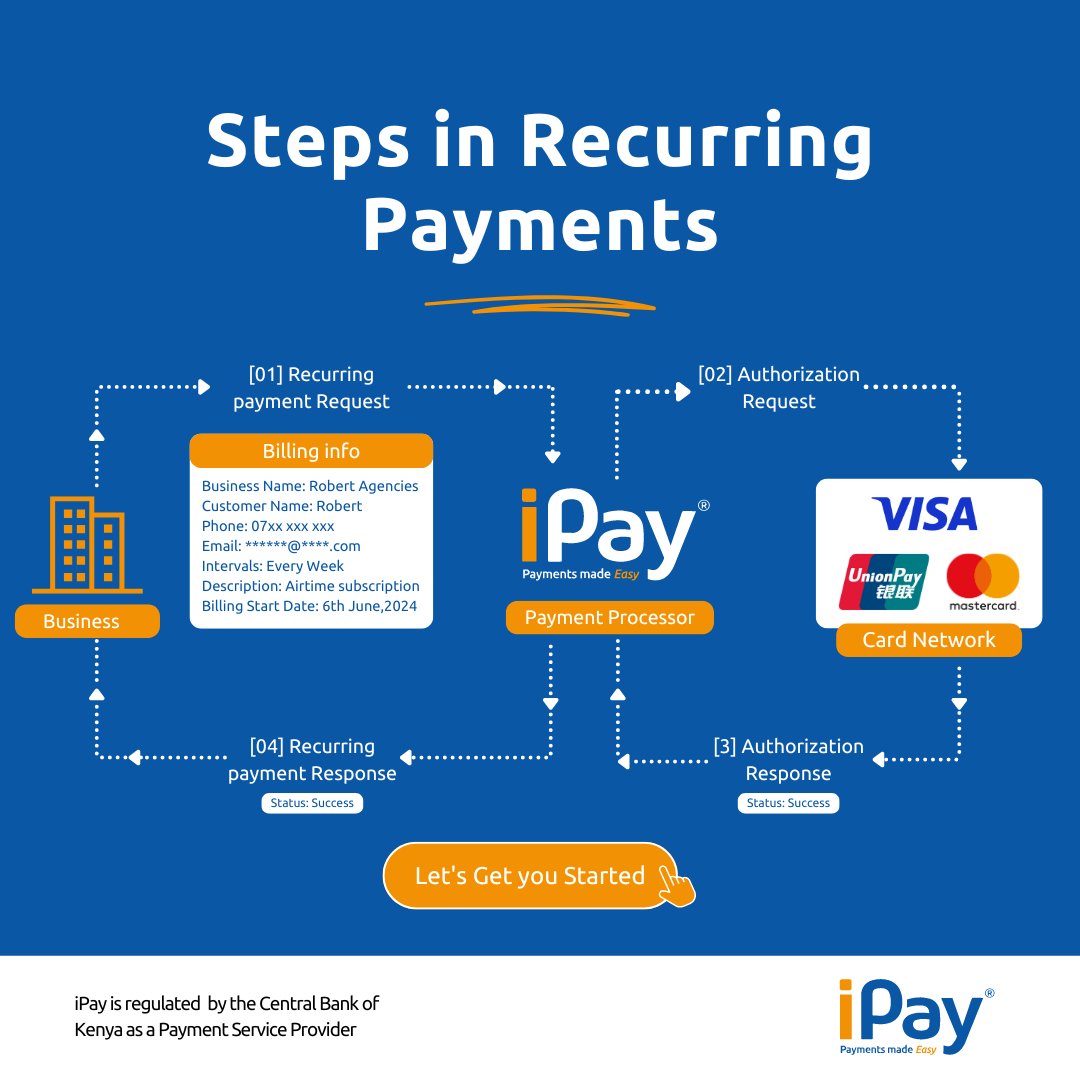 Steps in Recurring
Payments
[01] Recurring
payment Request
[02] Authorization
Request
Billing info
Business Name: Robert Agencies
Customer Name: Robert
Phone: 07xx xxx xxx
Email: ******@****.com
Intervals: Every Week
Description: Airtime subscription
Billing Start Date: 6th June,2024
Business
iPay®
Payments made Easy
Payment Processor
VISA
UnionPay
银联
mastercard.
Card Network
[04] Recurring
payment Response
Status: Success
[3] Authorization
Response
Status: Success
Let's Get you Started
iPay is regulated  by the Central Bank of
Kenya as a Payment Service Provider
iPay®
Payments made Easy